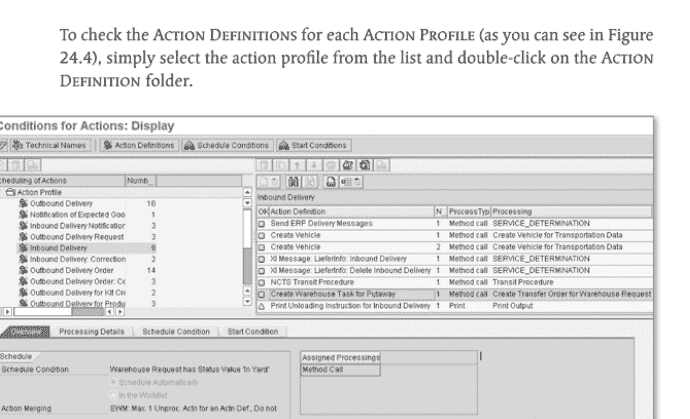 To check the ACTION DEFINITIONS for each ACTION PROFILE (as you can see in Figure
24.4), simply select the action profile from the list and double-click on the ACTION
DEFINITION folder.
Conditions for Actions: Display
Technical Names Action Definitions Schedule Conditions Start Conditions
cheduling of Actions Numb
Action Profile
Outbound Delivery 10
Notification of Expected Goo 1
Inbound Delivery Notificatior 3
Outbound Delivery Request 3
Inbound Delivery 8
Inbound Delivery: Correction 2
Outbound Delivery Order 14
Outbound Delivery Order: Cc 3
Outbound Delivery for Kit Cre 2
Outbound Delivery for Produ 3
Inbound Delivery
Action Definition N ProcessTyp Processing
Send ERP Delivery Messages 1 Method call SERVICE_DETERMINATION
Create Vehicle 1 Method call Create Vehicle for Transportation Data
Create Vehicle 2 Method call Create Vehicle for Transportation Data
XI Message: LieferInfo: Inbound Delivery 1 Method call SERVICE_DETERMINATION
XI Message: LieferInfo: Delete Inbound Delivery 1 Method call SERVICE_DETERMINATION
NCTS Transit Procedure 1 Method call Transit Procedure
Create Warehouse Task for Putaway 1 Method call Create Transfer Order for Warehouse Request
Print Unloading Instruction for Inbound Delivery 1 Print Print Output
Overview Processing Details Schedule Condition Start Condition
Schedule
Schedule Condition Warehouse Request has Status Value 'In Yard'
Schedule Automatically
In the Worklist
Action Merging EWM: Max. 1 Unproc. Actn for an Actn Def., Do not
Assigned Processings
Method Call